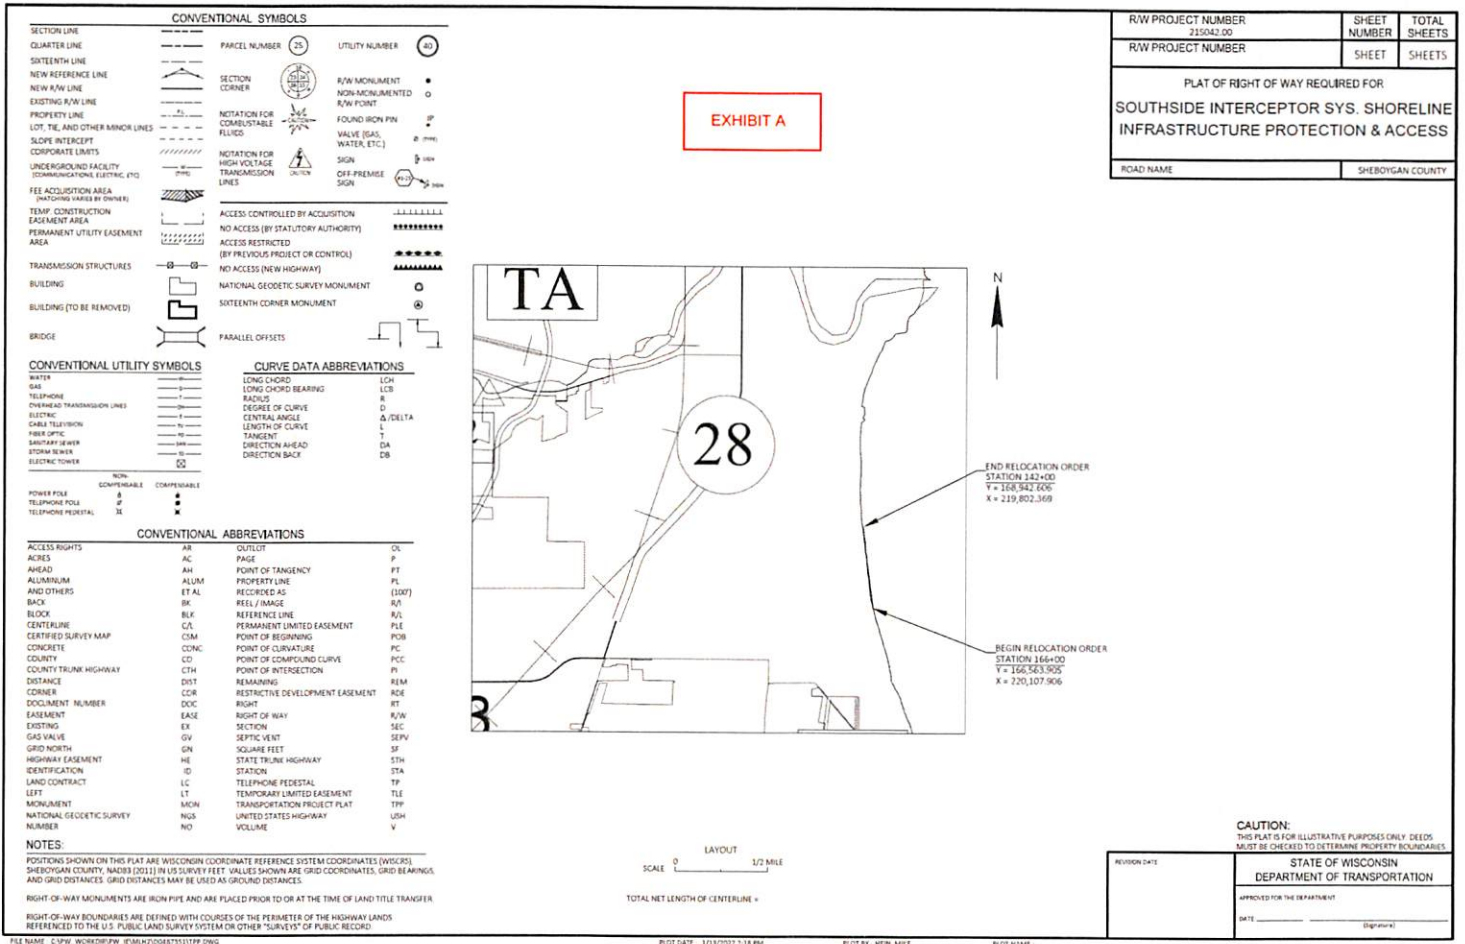 CONVENTIONAL SYMBOLS
SECTION LINE
QUARTER LINE
SIXTEENTH LINE
NEW REFERENCE LINE
NEW R/W LINE
EXISTING R/W LINE
PROPERTY LINE
LOT, TIE, AND OTHER MINOR LINES
SLOPE INTERCEPT
CORPORATE LIMITS
UNDERGROUND FACILITY
(COMMUNICATIONS, ELECTRIC, ETC)
FEE ACQUISITION AREA
(HATCHING VARIES BY OWNER)
TEMP. CONSTRUCTION
EASEMENT AREA
PERMANENT UTILITY EASEMENT
AREA
TRANSMISSION STRUCTURES
BUILDING
BUILDING (TO BE REMOVED)
BRIDGE
PARCEL NUMBER 25
UTILITY NUMBER 40
SECTION
CORNER
NOTATION FOR
COMBUSTABLE
FLUIDS
CAUTION
NOTATION FOR
HIGH VOLTAGE
TRANSMISSION
LINES
CAUTION
R/W MONUMENT
NON-MONUMENTED
R/W POINT
FOUND IRON PIN
VALVE (GAS,
WATER, ETC.)
SIGN
OFF-PREMISE
SIGN
ACCESS CONTROLLED BY ACQUISITION
NO ACCESS (BY STATUTORY AUTHORITY)
ACCESS RESTRICTED
(BY PREVIOUS PROJECT OR CONTROL)
NO ACCESS (NEW HIGHWAY)
NATIONAL GEODETIC SURVEY MONUMENT
SIXTEENTH CORNER MONUMENT
PARALLEL OFFSETS
CONVENTIONAL UTILITY SYMBOLS
WATER
GAS
TELEPHONE
OVERHEAD TRANSMISSION LINES
ELECTRIC
CABLE TELEVISION
FIBER OPTIC
SANITARY SEWER
STORM SEWER
ELECTRIC TOWER
NON-
COMPENSABLE COMPENSABLE
POWER POLE
TELEPHONE POLE
TELEPHONE PEDESTAL
CURVE DATA ABBREVIATIONS
LONG CHORD LCH
LONG CHORD BEARING LCB
RADIUS R
DEGREE OF CURVE D
CENTRAL ANGLE Δ/DELTA
LENGTH OF CURVE L
TANGENT T
DIRECTION AHEAD DA
DIRECTION BACK DB
CONVENTIONAL ABBREVIATIONS
ACCESS RIGHTS AR OUTLOT OL
ACRES AC PAGE P
AHEAD AH POINT OF TANGENCY PT
ALUMINUM ALUM PROPERTY LINE PL
AND OTHERS ET AL RECORDED AS (100')
BACK BK REEL / IMAGE R/I
BLOCK BLK REFERENCE LINE R/L
CENTERLINE C/L PERMANENT LIMITED EASEMENT PLE
CERTIFIED SURVEY MAP CSM POINT OF BEGINNING POB
CONCRETE CONC POINT OF CURVATURE PC
COUNTY CO POINT OF COMPOUND CURVE PCC
COUNTY TRUNK HIGHWAY CTH POINT OF INTERSECTION PI
DISTANCE DIST REMAINING REM
CORNER COR RESTRICTIVE DEVELOPMENT EASEMENT RDE
DOCUMENT NUMBER DOC RIGHT RT
EASEMENT EASE RIGHT OF WAY R/W
EXISTING EX SECTION SEC
GAS VALVE GV SEPTIC VENT SEPV
GRID NORTH GN SQUARE FEET SF
HIGHWAY EASEMENT HE STATE TRUNK HIGHWAY STH
IDENTIFICATION ID STATION STA
LAND CONTRACT LC TELEPHONE PEDESTAL TP
LEFT LT TEMPORARY LIMITED EASEMENT TLE
MONUMENT MON TRANSPORTATION PROJECT PLAT TPP
NATIONAL GEODETIC SURVEY NGS UNITED STATES HIGHWAY USH
NUMBER NO VOLUME V
NOTES:
POSITIONS SHOWN ON THIS PLAT ARE WISCONSIN COORDINATE REFERENCE SYSTEM COORDINATES (WISCRS),
SHEBOYGAN COUNTY, NAD83 (2011) IN US SURVEY FEET. VALUES SHOWN ARE GRID COORDINATES, GRID BEARINGS,
AND GRID DISTANCES. GRID DISTANCES MAY BE USED AS GROUND DISTANCES.
RIGHT-OF-WAY MONUMENTS ARE IRON PIPE AND ARE PLACED PRIOR TO OR AT THE TIME OF LAND TITLE TRANSFER.
RIGHT-OF-WAY BOUNDARIES ARE DEFINED WITH COURSES OF THE PERIMETER OF THE HIGHWAY LANDS
REFERENCED TO THE U.S. PUBLIC LAND SURVEY SYSTEM OR OTHER "SURVEYS" OF PUBLIC RECORD.
EXHIBIT A
TA
28
N
END RELOCATION ORDER
STATION 142+00
Y = 168,942.606
X = 219,802.369
BEGIN RELOCATION ORDER
STATION 166+00
Y = 166,563.905
X = 220,107.906
LAYOUT
SCALE 0 1/2 MILE
TOTAL NET LENGTH OF CENTERLINE =
R/W PROJECT NUMBER
215042.00
SHEET
NUMBER
TOTAL
SHEETS
R/W PROJECT NUMBER
SHEET SHEETS
PLAT OF RIGHT OF WAY REQUIRED FOR
SOUTHSIDE INTERCEPTOR SYS. SHORELINE
INFRASTRUCTURE PROTECTION & ACCESS
ROAD NAME SHEBOYGAN COUNTY
CAUTION:
THIS PLAT IS FOR ILLUSTRATIVE PURPOSES ONLY. DEEDS
MUST BE CHECKED TO DETERMINE PROPERTY BOUNDARIES.
REVISION DATE
STATE OF WISCONSIN
DEPARTMENT OF TRANSPORTATION
APPROVED FOR THE DEPARTMENT
DATE
(Signature)
PLOT DATE
PLOT NAME